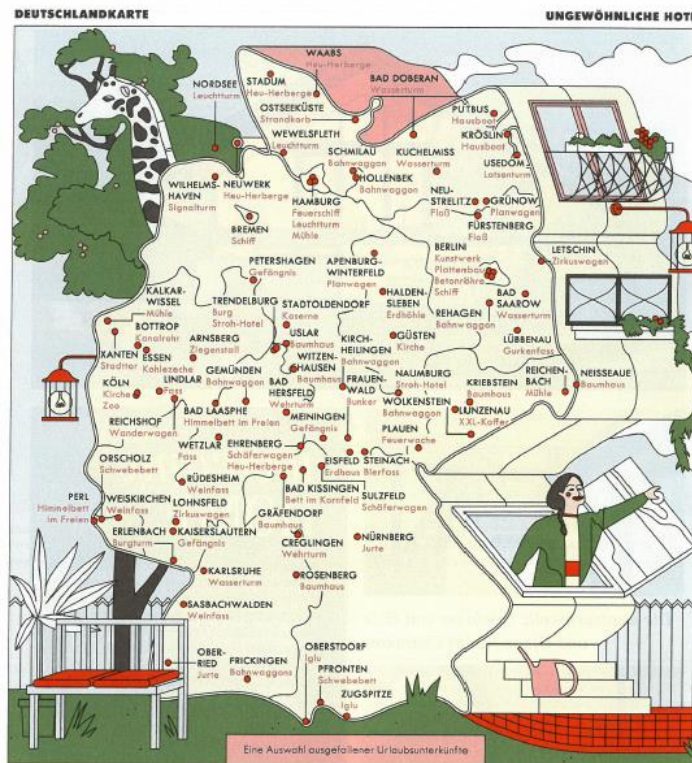 DEUTSCHLANDKARTE
UNGEWÖHNLICHE HOTE
WAABS
Heu-Herberge
STADUM
Heu-Herberge
BAD DOBERAN
Wasserturm
NORDSEE
Leuchtturm
OSTSEEKÜSTE
Strandkorb
PUTBUS
Hausboot
WEWELSFLETH
Leuchtturm
KRÖSLIN
Hausboot
SCHMILAU
Bahnwaggon
KUCHELMISS
Wasserturm
USEDOM
Lotsenturm
HOLLENBEK
Bahnwaggon
WILHELMS-
HAVEN
Signalturm
NEUWERK
Heu-Herberge
HAMBURG
Feuerschiff
Leuchtturm
Mühle
NEU-
STRELITZ
Floß
GRÜNOW
Planwagen
BREMEN
Schiff
FÜRSTENBERG
Floß
BERLIN
Kunstwerk
Plattenbau
Betonröhre
Schiff
LETSCHIN
Zirkuswagen
PETERSHAGEN
Gefängnis
APENBURG-
WINTERFELD
Planwagen
KALKAR-
WISSEL
Mühle
TRENDELBURG
Burg
Stroh-Hotel
STADTOLDENDORF
Kaserne
HALDENS-
LEBEN
Erdhöhle
REHAGEN
Bahnwaggon
BAD
SAAROW
Wasserturm
BOTTROP
Kanalrohr
ARNSBERG
Ziegenstall
USLAR
Baumhaus
KIRCH-
HEILINGEN
Bahnwaggon
GÜSTEN
Kirche
LÜBBENAU
Gurkenfass
XANTEN
Stadttor
ESSEN
Kohlezeche
WITZEN-
HAUSEN
Baumhaus
GEMÜNDEN
Bahnwaggon
NAUMBURG
Stroh-Hotel
KRIEBSTEIN
Baumhaus
REICHEN-
BACH
Mühle
NEISSEAUE
Baumhaus
KÖLN
Kirche
Zoo
LINDLAR
Fass
BAD
HERSFELD
Wehrturm
FRAUEN-
WALD
Bunker
WOLKENSTEIN
Bahnwaggon
LUNZENAU
XXL-Koffer
BAD LAASPHE
Himmelbett im Freien
REICHSHOF
Wanderwagen
MEININGEN
Gefängnis
PLAUEN
Feuerwache
WETZLAR
Fass
EHRENBERG
Schäferwagen
Heu-Herberge
ORSCHOLZ
Schwebebett
EISFELD
Erdhaus
STEINACH
Bierfass
RÜDESHEIM
Weinfass
BAD KISSINGEN
Bett im Kornfeld
SULZFELD
Schäferwagen
PERL
Himmelbett
im Freien
WEISKIRCHEN
Weinfass
LOHNSFELD
Zirkuswagen
GRÄFENDORF
Baumhaus
ERLENBACH
Burgturm
KAISERSLAUTERN
Gefängnis
CREGLINGEN
Wehrturm
NÜRNBERG
Jurte
KARLSRUHE
Wasserturm
ROSENBERG
Baumhaus
SASBACHWALDEN
Weinfass
OBER-
RIED
Jurte
FRICKINGEN
Bahnwaggons
OBERSTDORF
Iglu
PFRONTEN
Schwebebett
ZUGSPITZE
Iglu
Eine Auswahl ausgefallener Urlaubsunterkünfte